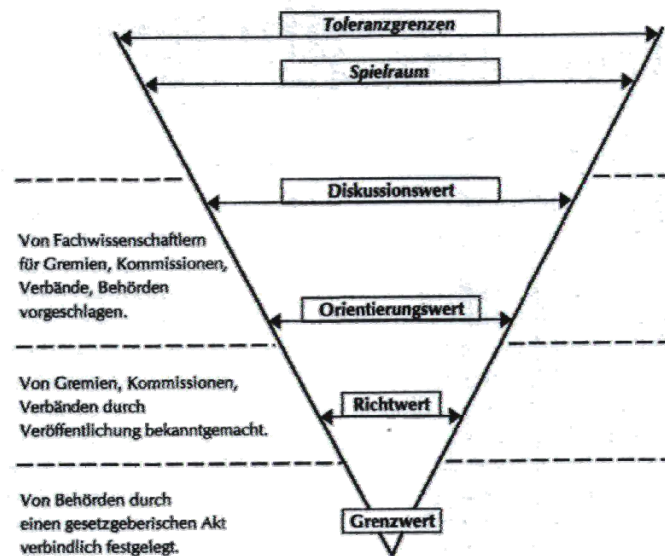 Toleranzgrenzen
Spielraum
Diskussionswert
Von Fachwissenschaftlern
für Gremien, Kommissionen,
Verbände, Behörden
vorgeschlagen.
Orientierungswert
Von Gremien, Kommissionen,
Verbänden durch
Veröffentlichung bekanntgemacht.
Richtwert
Von Behörden durch
einen gesetzgeberischen Akt
verbindlich festgelegt.
Grenzwert